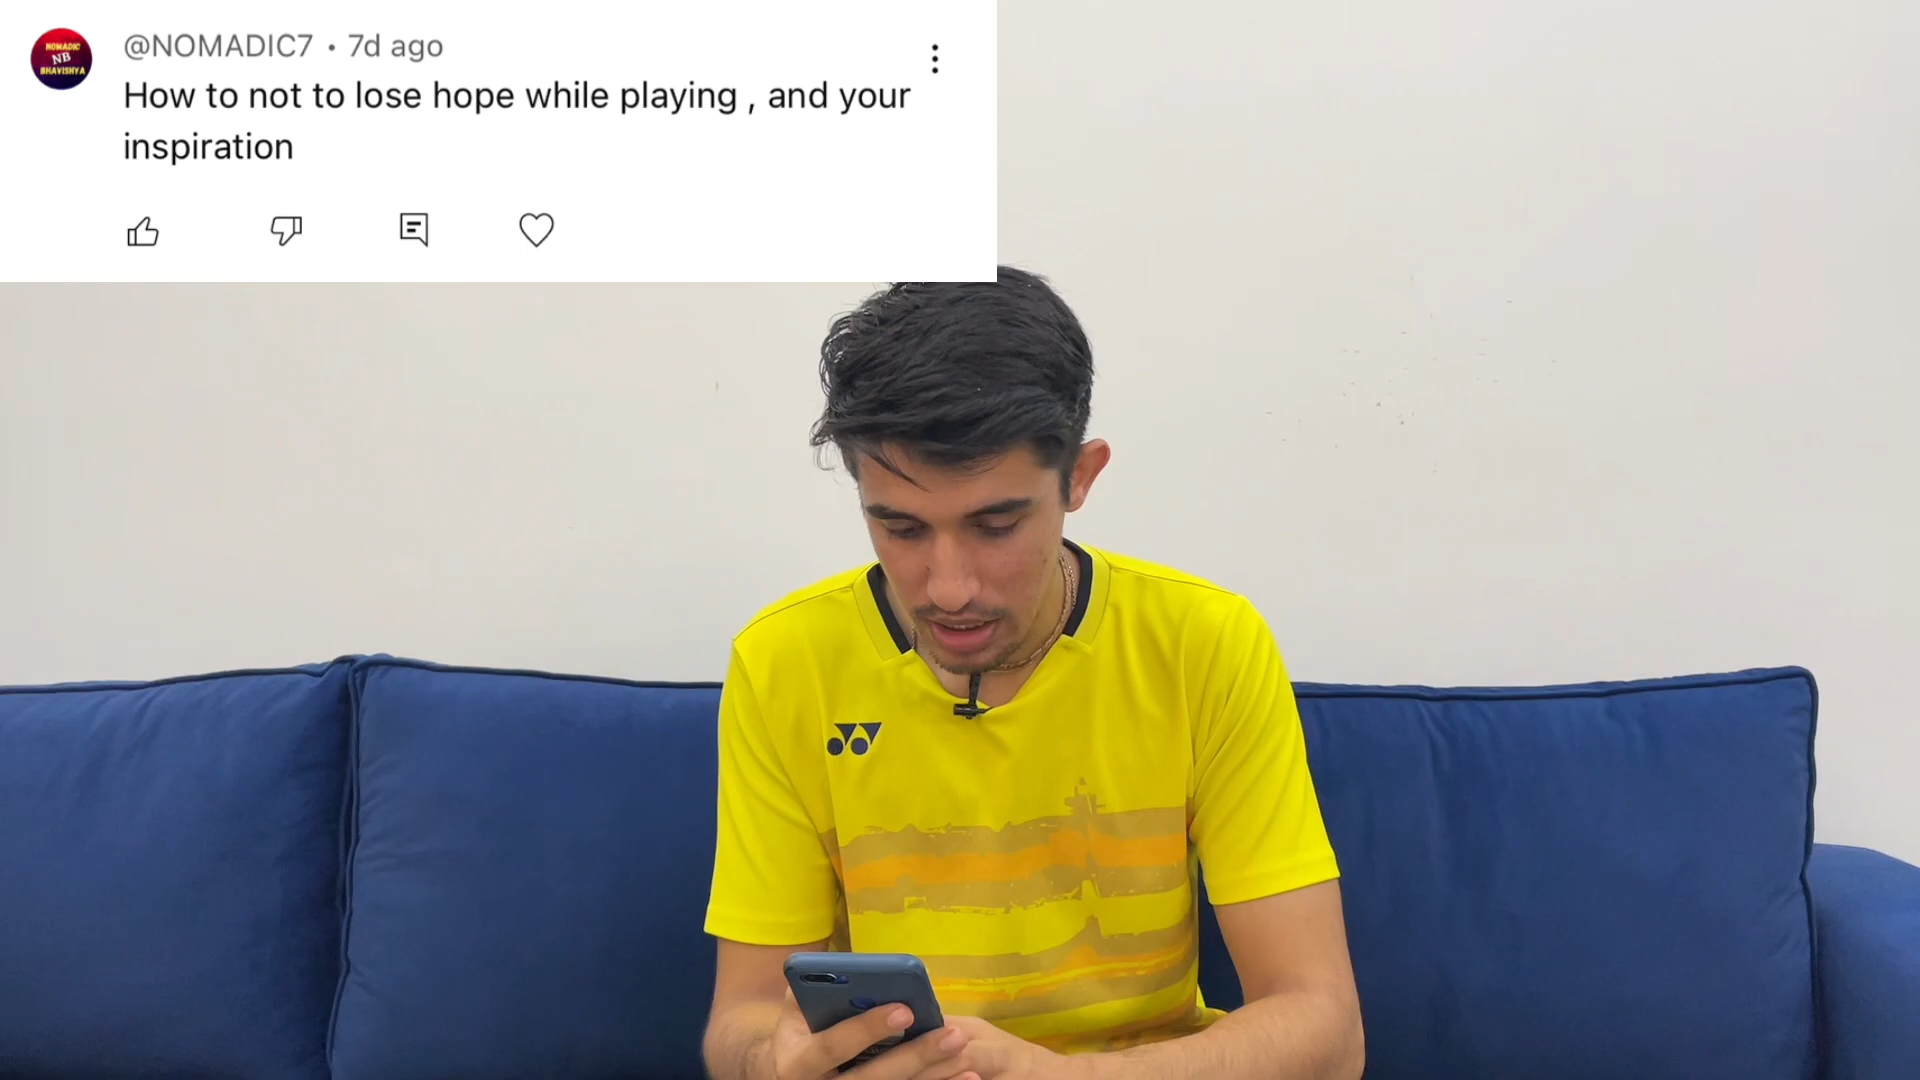 NOMADIC
NB
BHAVISHYA
@NOMADIC7 • 7d ago
How to not to lose hope while playing , and your
inspiration